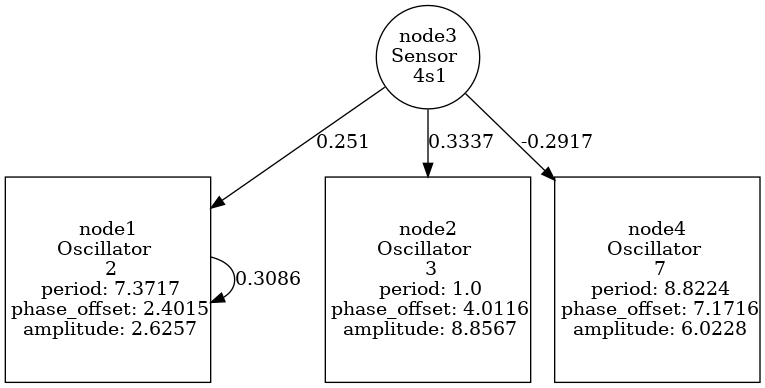 node3
Sensor
4s1
0.251
0.3337
-0.2917
node1
Oscillator
2
period: 7.3717
phase_offset: 2.4015
amplitude: 2.6257
0.3086
node2
Oscillator
3
period: 1.0
phase_offset: 4.0116
amplitude: 8.8567
node4
Oscillator
7
period: 8.8224
phase_offset: 7.1716
amplitude: 6.0228